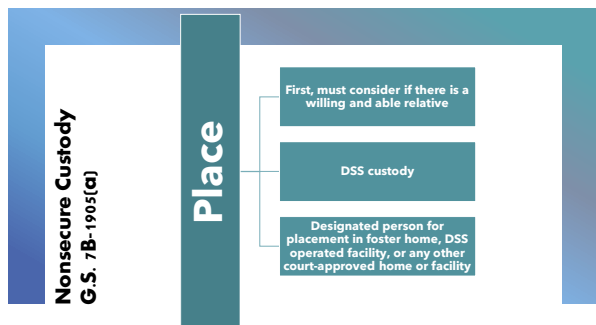 Nonsecure Custody
G.S. 7B-1905(a)
Place
First, must consider if there is a
willing and able relative
DSS custody
Designated person for
placement in foster home, DSS
operated facility, or any other
court-approved home or facility